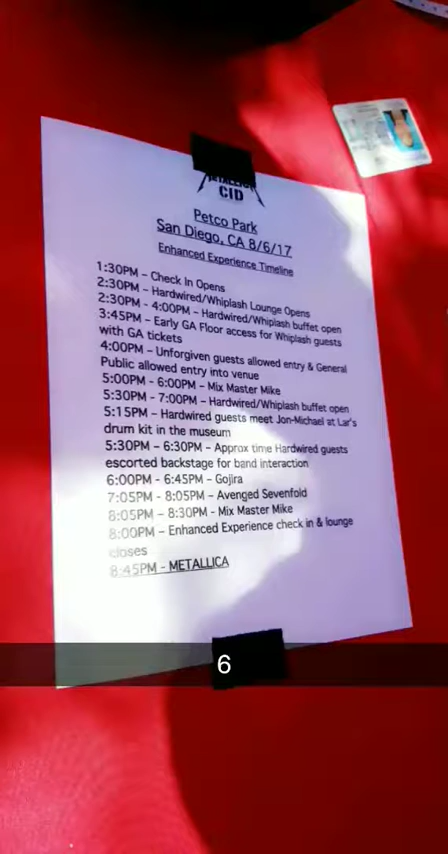 METALLICA
CID
Petco Park
San Diego, CA 8/6/17
Enhanced Experience Timeline
1:30PM – Check In Opens
2:30PM – Hardwired/Whiplash Lounge Opens
2:30PM - 4:00PM – Hardwired/Whiplash buffet open
3:45PM – Early GA Floor access for Whiplash guests
with GA tickets
4:00PM – Unforgiven guests allowed entry & General
Public allowed entry into venue
5:00PM - 6:00PM – Mix Master Mike
5:30PM - 7:00PM – Hardwired/Whiplash buffet open
5:15PM – Hardwired guests meet Jon-Michael at Lar's
drum kit in the museum
5:30PM – 6:30PM – Approx time Hardwired guests
escorted backstage for band interaction
6:00PM - 6:45PM – Gojira
7:05PM - 8:05PM – Avenged Sevenfold
8:05PM – 8:30PM - Mix Master Mike
8:00PM – Enhanced Experience check in & lounge
closes
8:45PM - METALLICA
6